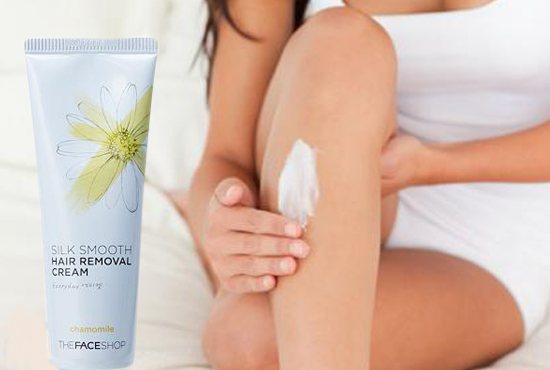 SILK SMOOTH
HAIR REMOVAL
CREAM
chamomile
THEFACESHOP